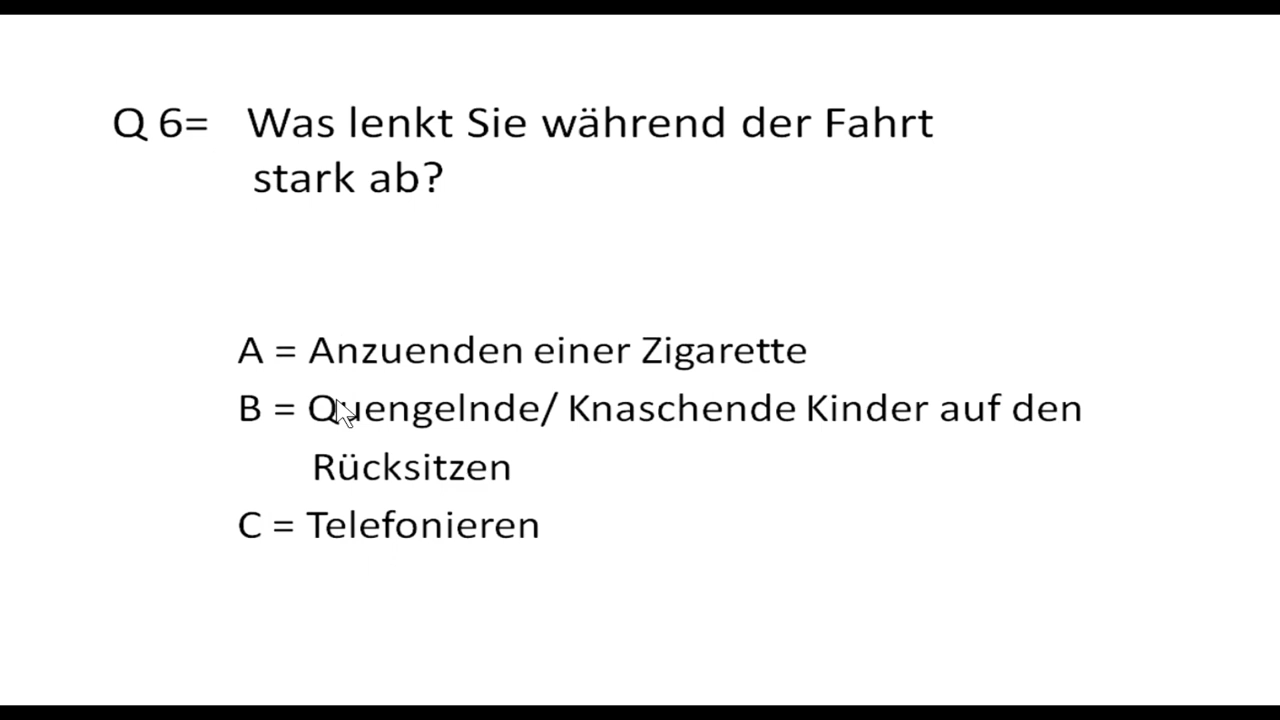 Q 6= Was lenkt Sie während der Fahrt
stark ab?
A = Anzuenden einer Zigarette
B = Quengelnde/ Knaschende Kinder auf den
Rücksitzen
C = Telefonieren